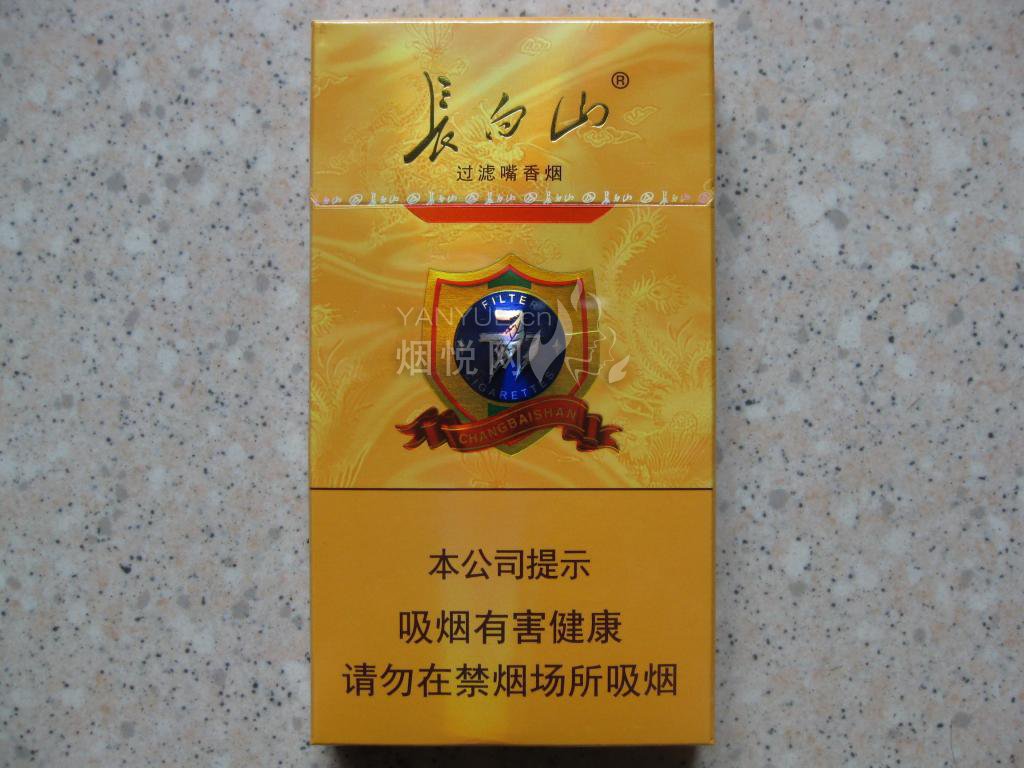 長白山®
过滤嘴香烟
FILTER
7
CIGARETTES
CHANGBAISHAN
YANYUE.cn
烟悦网
本公司提示
吸烟有害健康
请勿在禁烟场所吸烟